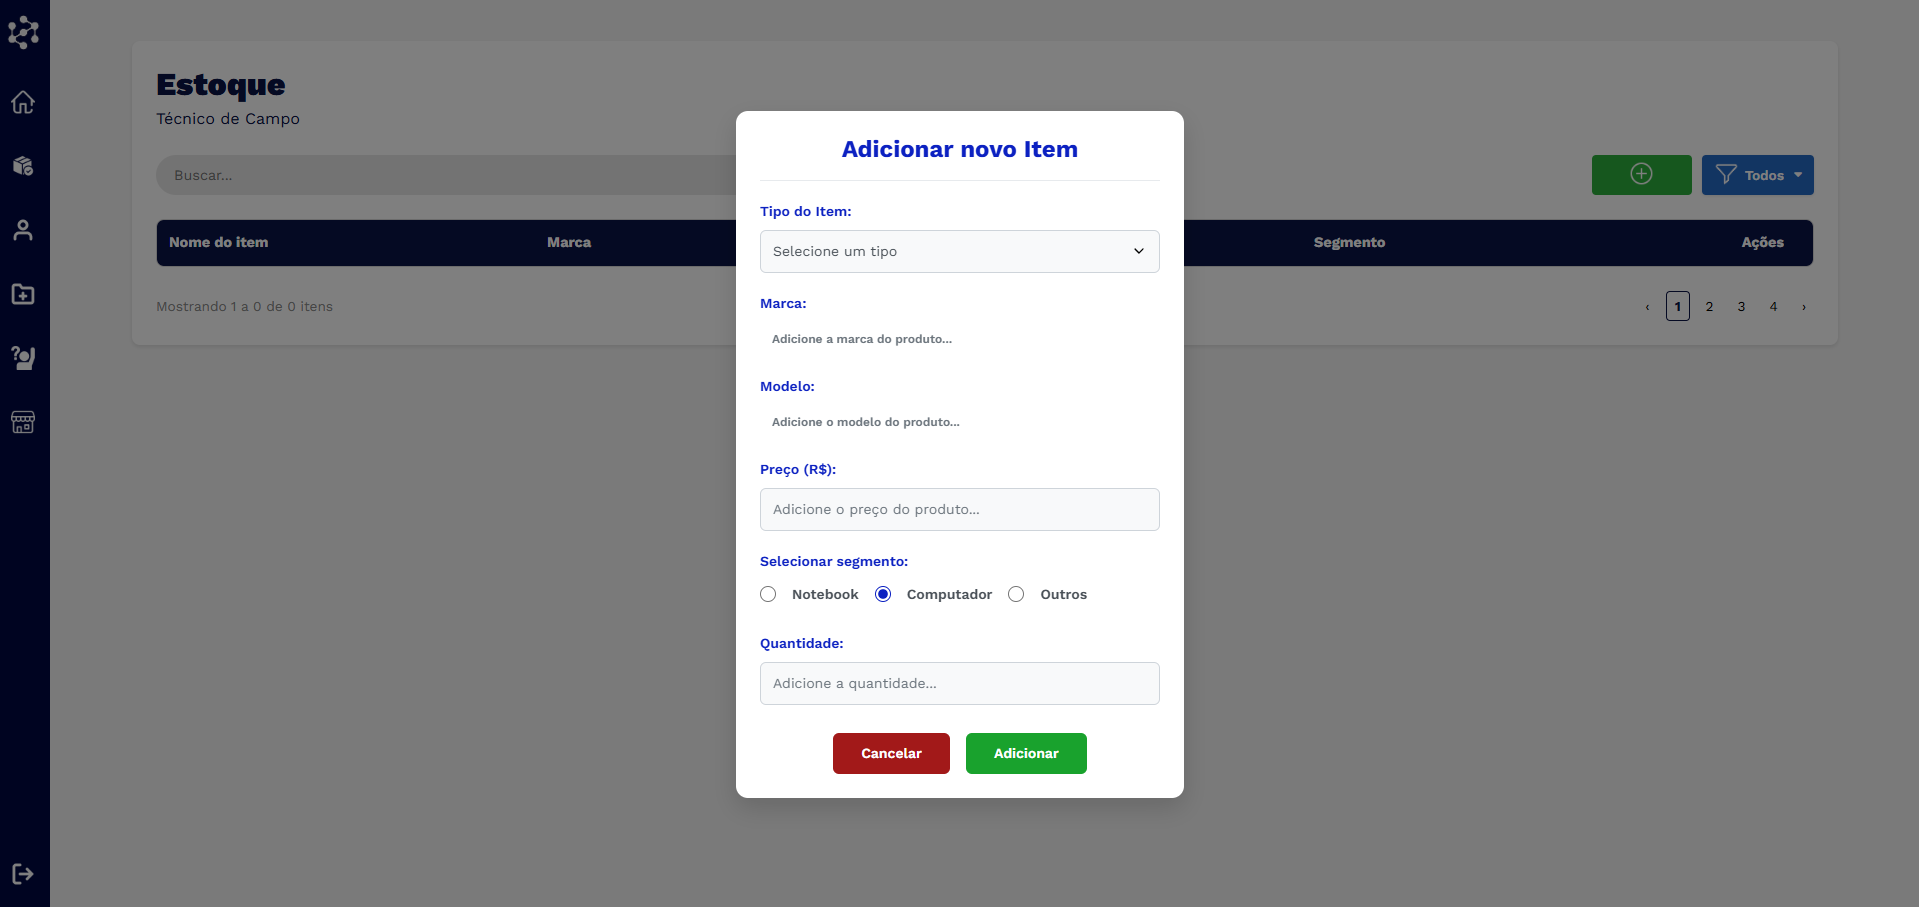 Estoque
Técnico de Campo
Buscar...
Todos
Nome do item Marca Segmento Ações
Mostrando 1 a 0 de 0 itens
‹ 1 2 3 4 ›
Adicionar novo Item
Tipo do Item:
Selecione um tipo
Marca:
Adicione a marca do produto...
Modelo:
Adicione o modelo do produto...
Preço (R$):
Adicione o preço do produto...
Selecionar segmento:
Notebook Computador Outros
Quantidade:
Adicione a quantidade...
Cancelar Adicionar